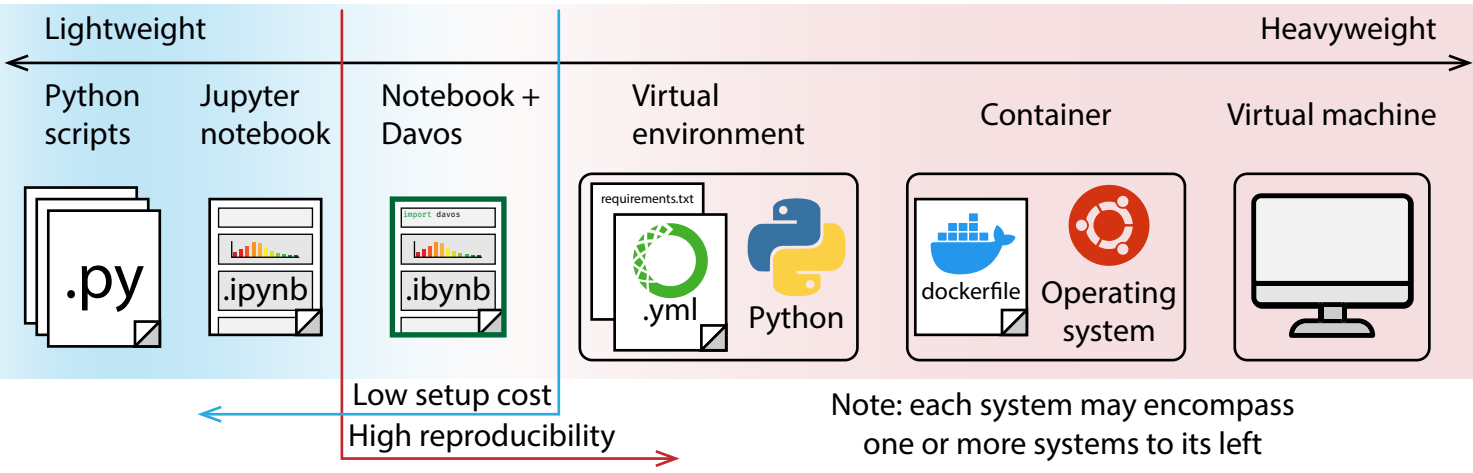 Lightweight
Heavyweight
Python
scripts
Jupyter
notebook
Notebook +
Davos
Virtual
environment
Container
Virtual machine
.py
.ipynb
import davos
.ibynb
requirements.txt
.yml
Python
dockerfile
Operating
system
Low setup cost
High reproducibility
Note: each system may encompass
one or more systems to its left